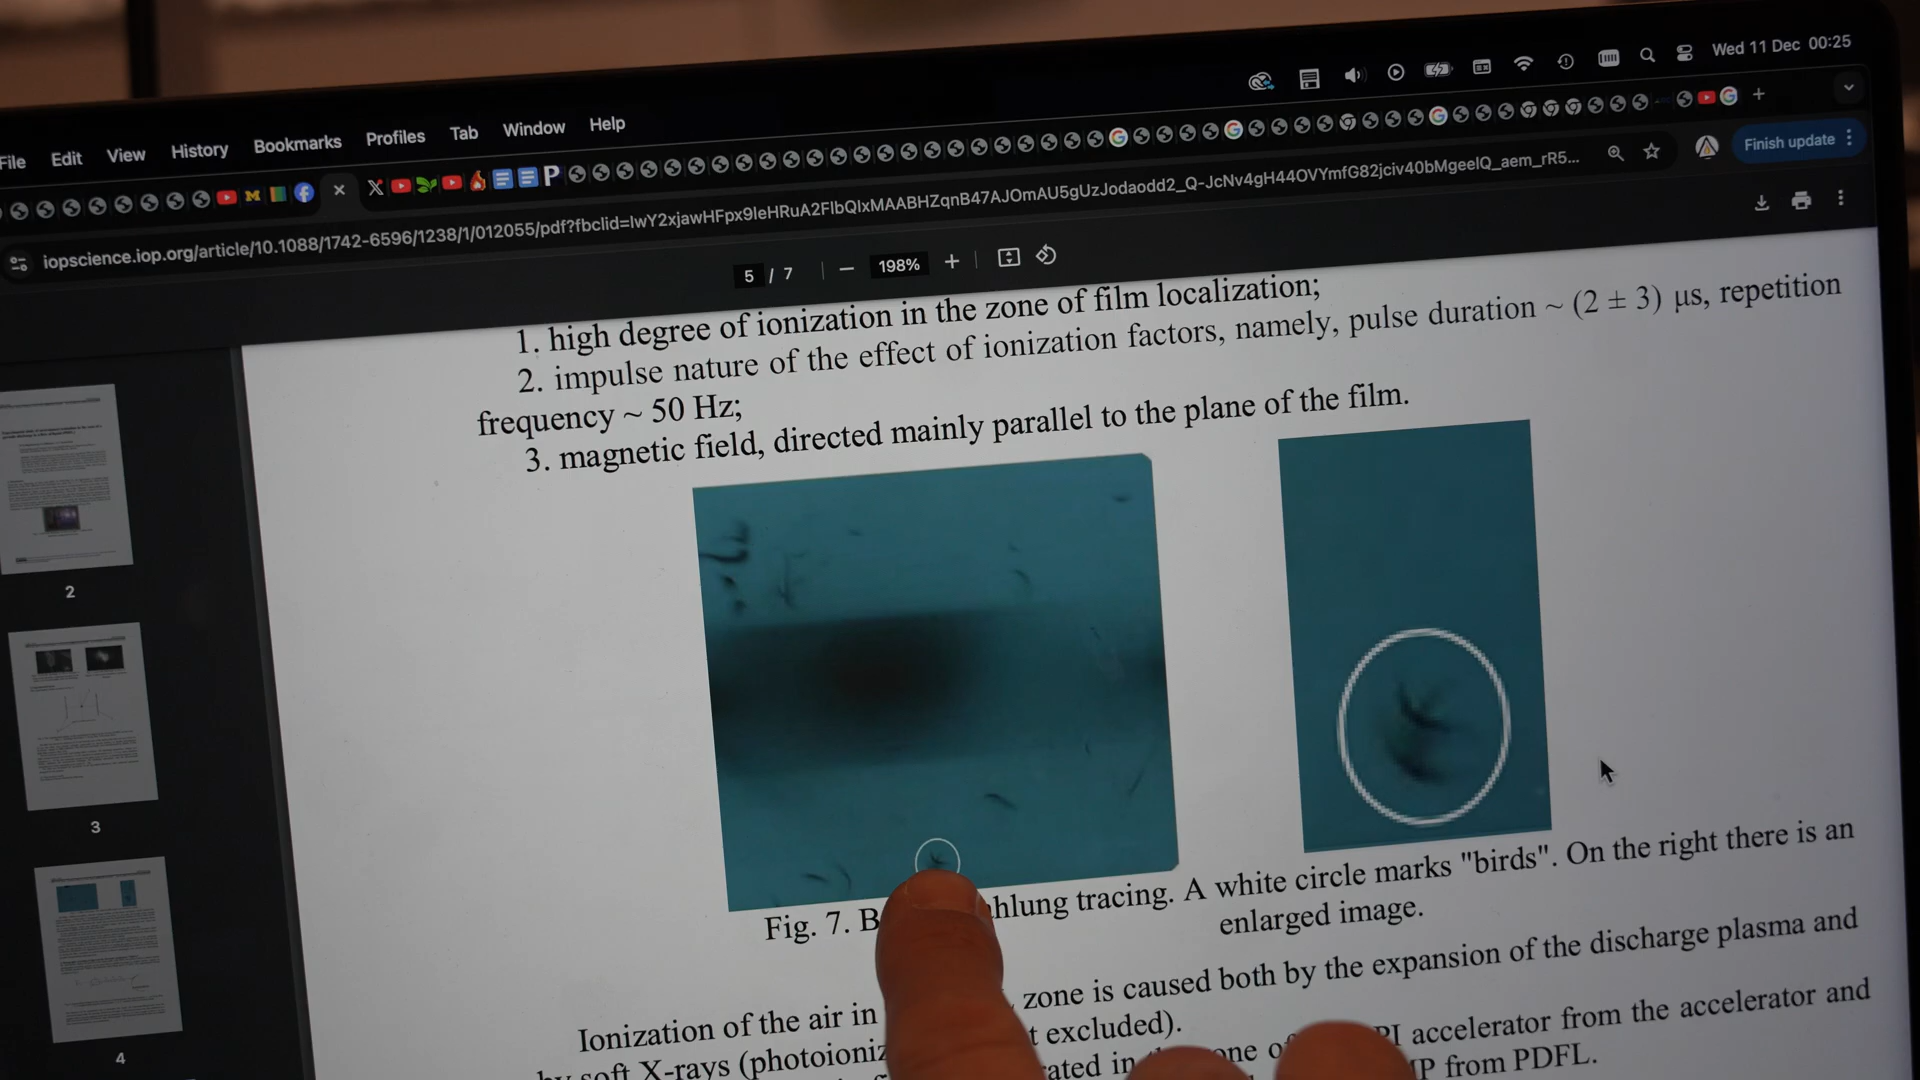 Wed 11 Dec 00:25
File Edit View History Bookmarks Profiles Tab Window Help
Finish update
iopscience.iop.org/article/10.1088/1742-6596/1238/1/012055/pdf?fbclid=
5 / 7 198%
1. high degree of ionization in the zone of film localization;
2. impulse nature of the effect of ionization factors, namely, pulse duration ~ (2 ± 3) μs, repetition
frequency ~ 50 Hz;
3. magnetic field, directed mainly parallel to the plane of the film.
2
3
4
Fig. 7. B hlung tracing. A white circle marks "birds". On the right there is an
enlarged image.
Ionization of the air in zone is caused both by the expansion of the discharge plasma and
by soft X-rays t excluded). accelerator from the accelerator and
from PDFL.